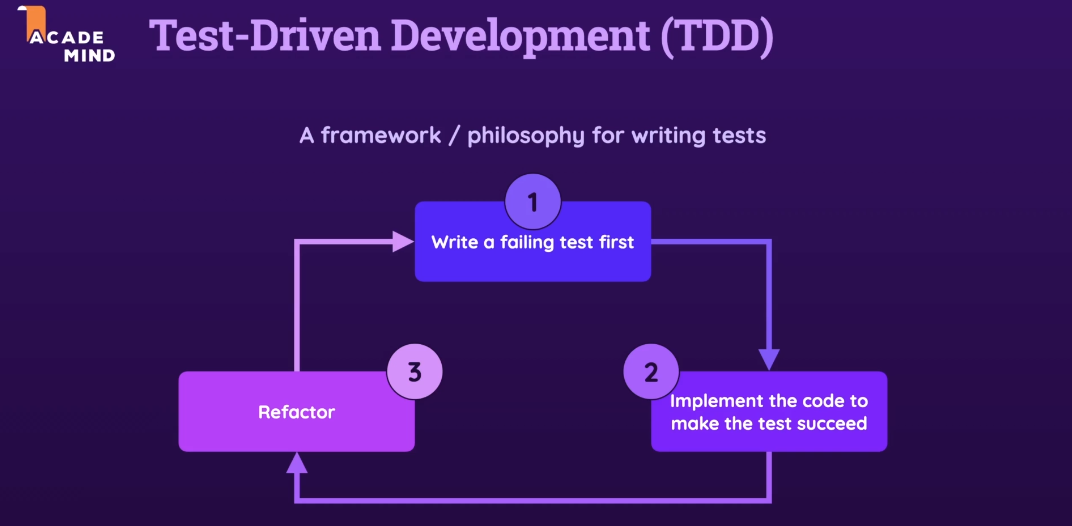 ACADE
MIND
Test-Driven Development (TDD)
A framework / philosophy for writing tests
1
Write a failing test first
3
2
Refactor
Implement the code to
make the test succeed